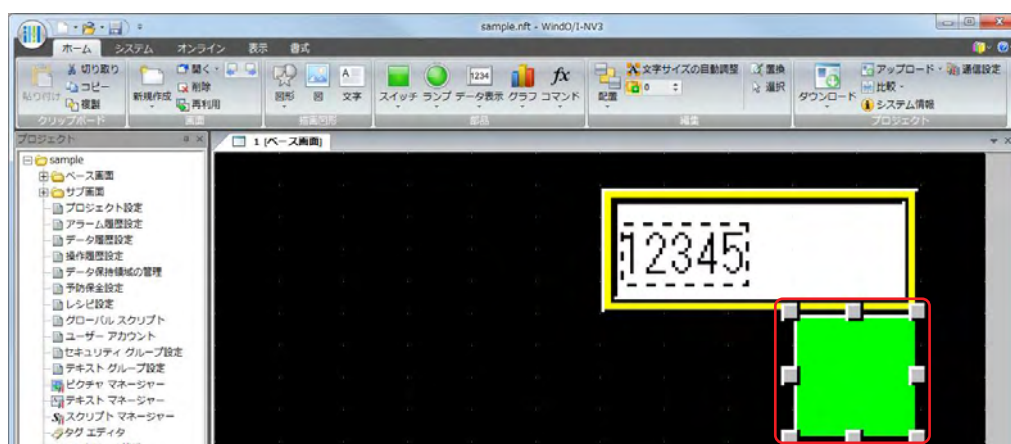 sample.nft - WindO/I-NV3
ホーム システム オンライン 表示 書式
貼り付け 切り取り コピー 複製 クリップボード
新規作成 開く 削除 再利用 画面
図形 図 文字 描画図形
スイッチ ランプ データ表示 グラフ コマンド 部品
1234
A
fx
配置 文字サイズの自動調整 0 置換 選択 編集
ダウンロード アップロード 比較 システム情報 通信設定 プロジェクト
プロジェクト
1 [ベース画面]
sample
ベース画面
サブ画面
プロジェクト設定
アラーム履歴設定
データ履歴設定
操作履歴設定
データ保持領域の管理
予防保全設定
レシピ設定
グローバル スクリプト
ユーザー アカウント
セキュリティ グループ設定
テキスト グループ設定
ピクチャ マネージャー
テキスト マネージャー
スクリプト マネージャー
タグ エディタ
12345